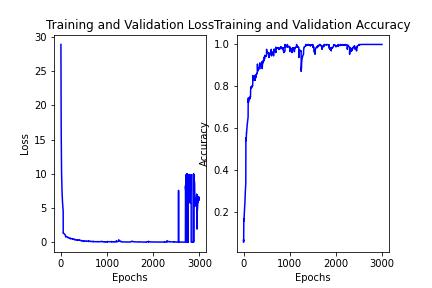 Training and Validation Loss
30
25
20
15
10
5
0
Loss
0 1000 2000 3000
Epochs
Training and Validation Accuracy
1.0
0.8
0.6
0.4
0.2
Accuracy
0 1000 2000 3000
Epochs